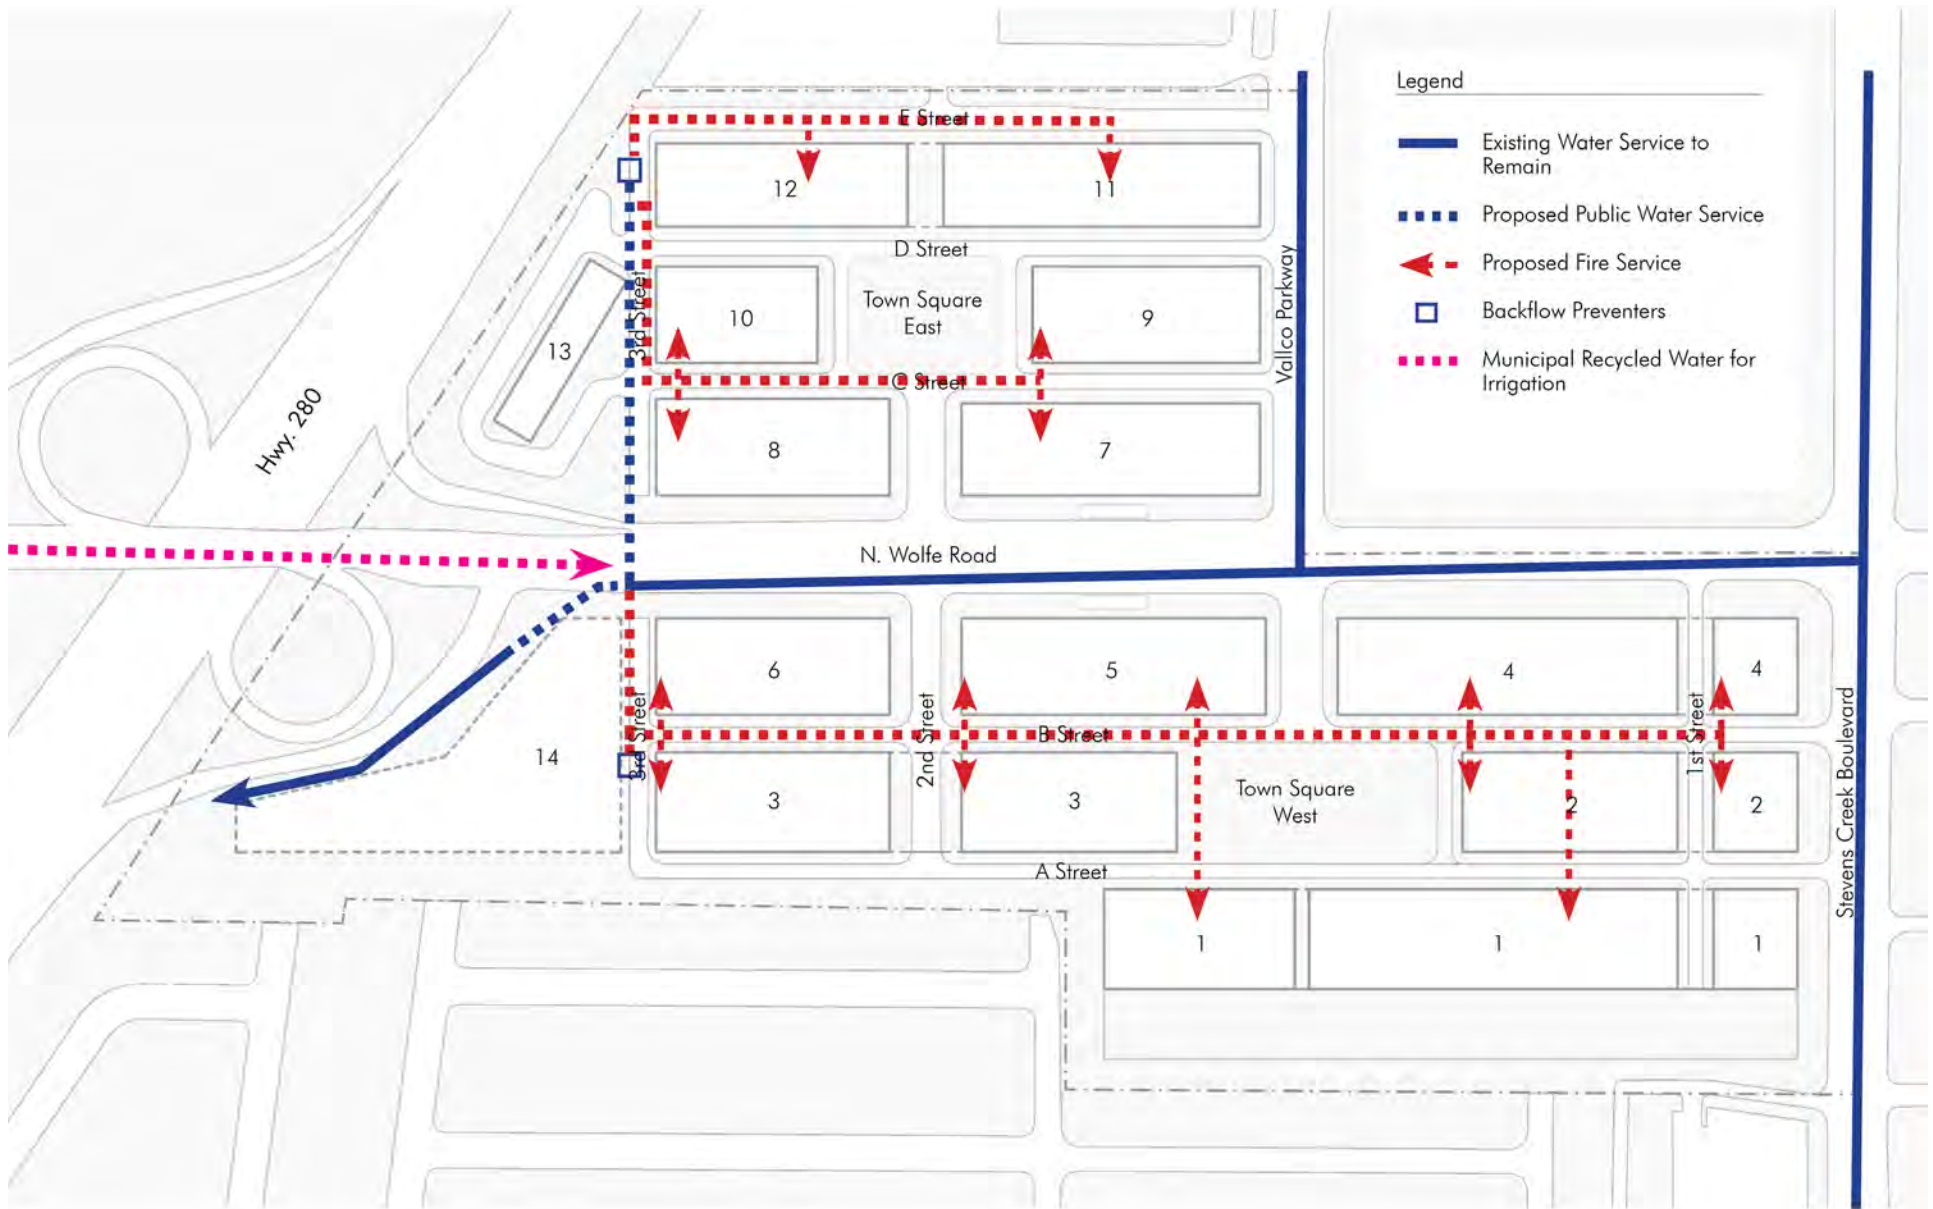 Legend
Existing Water Service to
Remain
Proposed Public Water Service
Proposed Fire Service
Backflow Preventers
Municipal Recycled Water for
Irrigation
E Street
12
11
D Street
Town Square
East
10
9
13
3rd Street
Vallco Parkway
C Street
Hwy. 280
8
7
N. Wolfe Road
6
5
4
4
3rd Street
2nd Street
B Street
1st Street
Stevens Creek Boulevard
14
3
3
Town Square
West
2
2
A Street
1
1
1